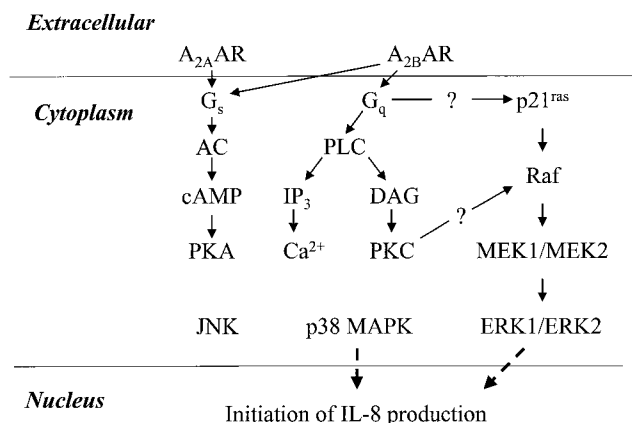 Extracellular
A2AAR A2BAR
Cytoplasm Gs Gq ? p21ras
AC PLC Raf
cAMP IP3 DAG
?
PKA Ca2+ PKC MEK1/MEK2
JNK p38 MAPK ERK1/ERK2
Nucleus
Initiation of IL-8 production